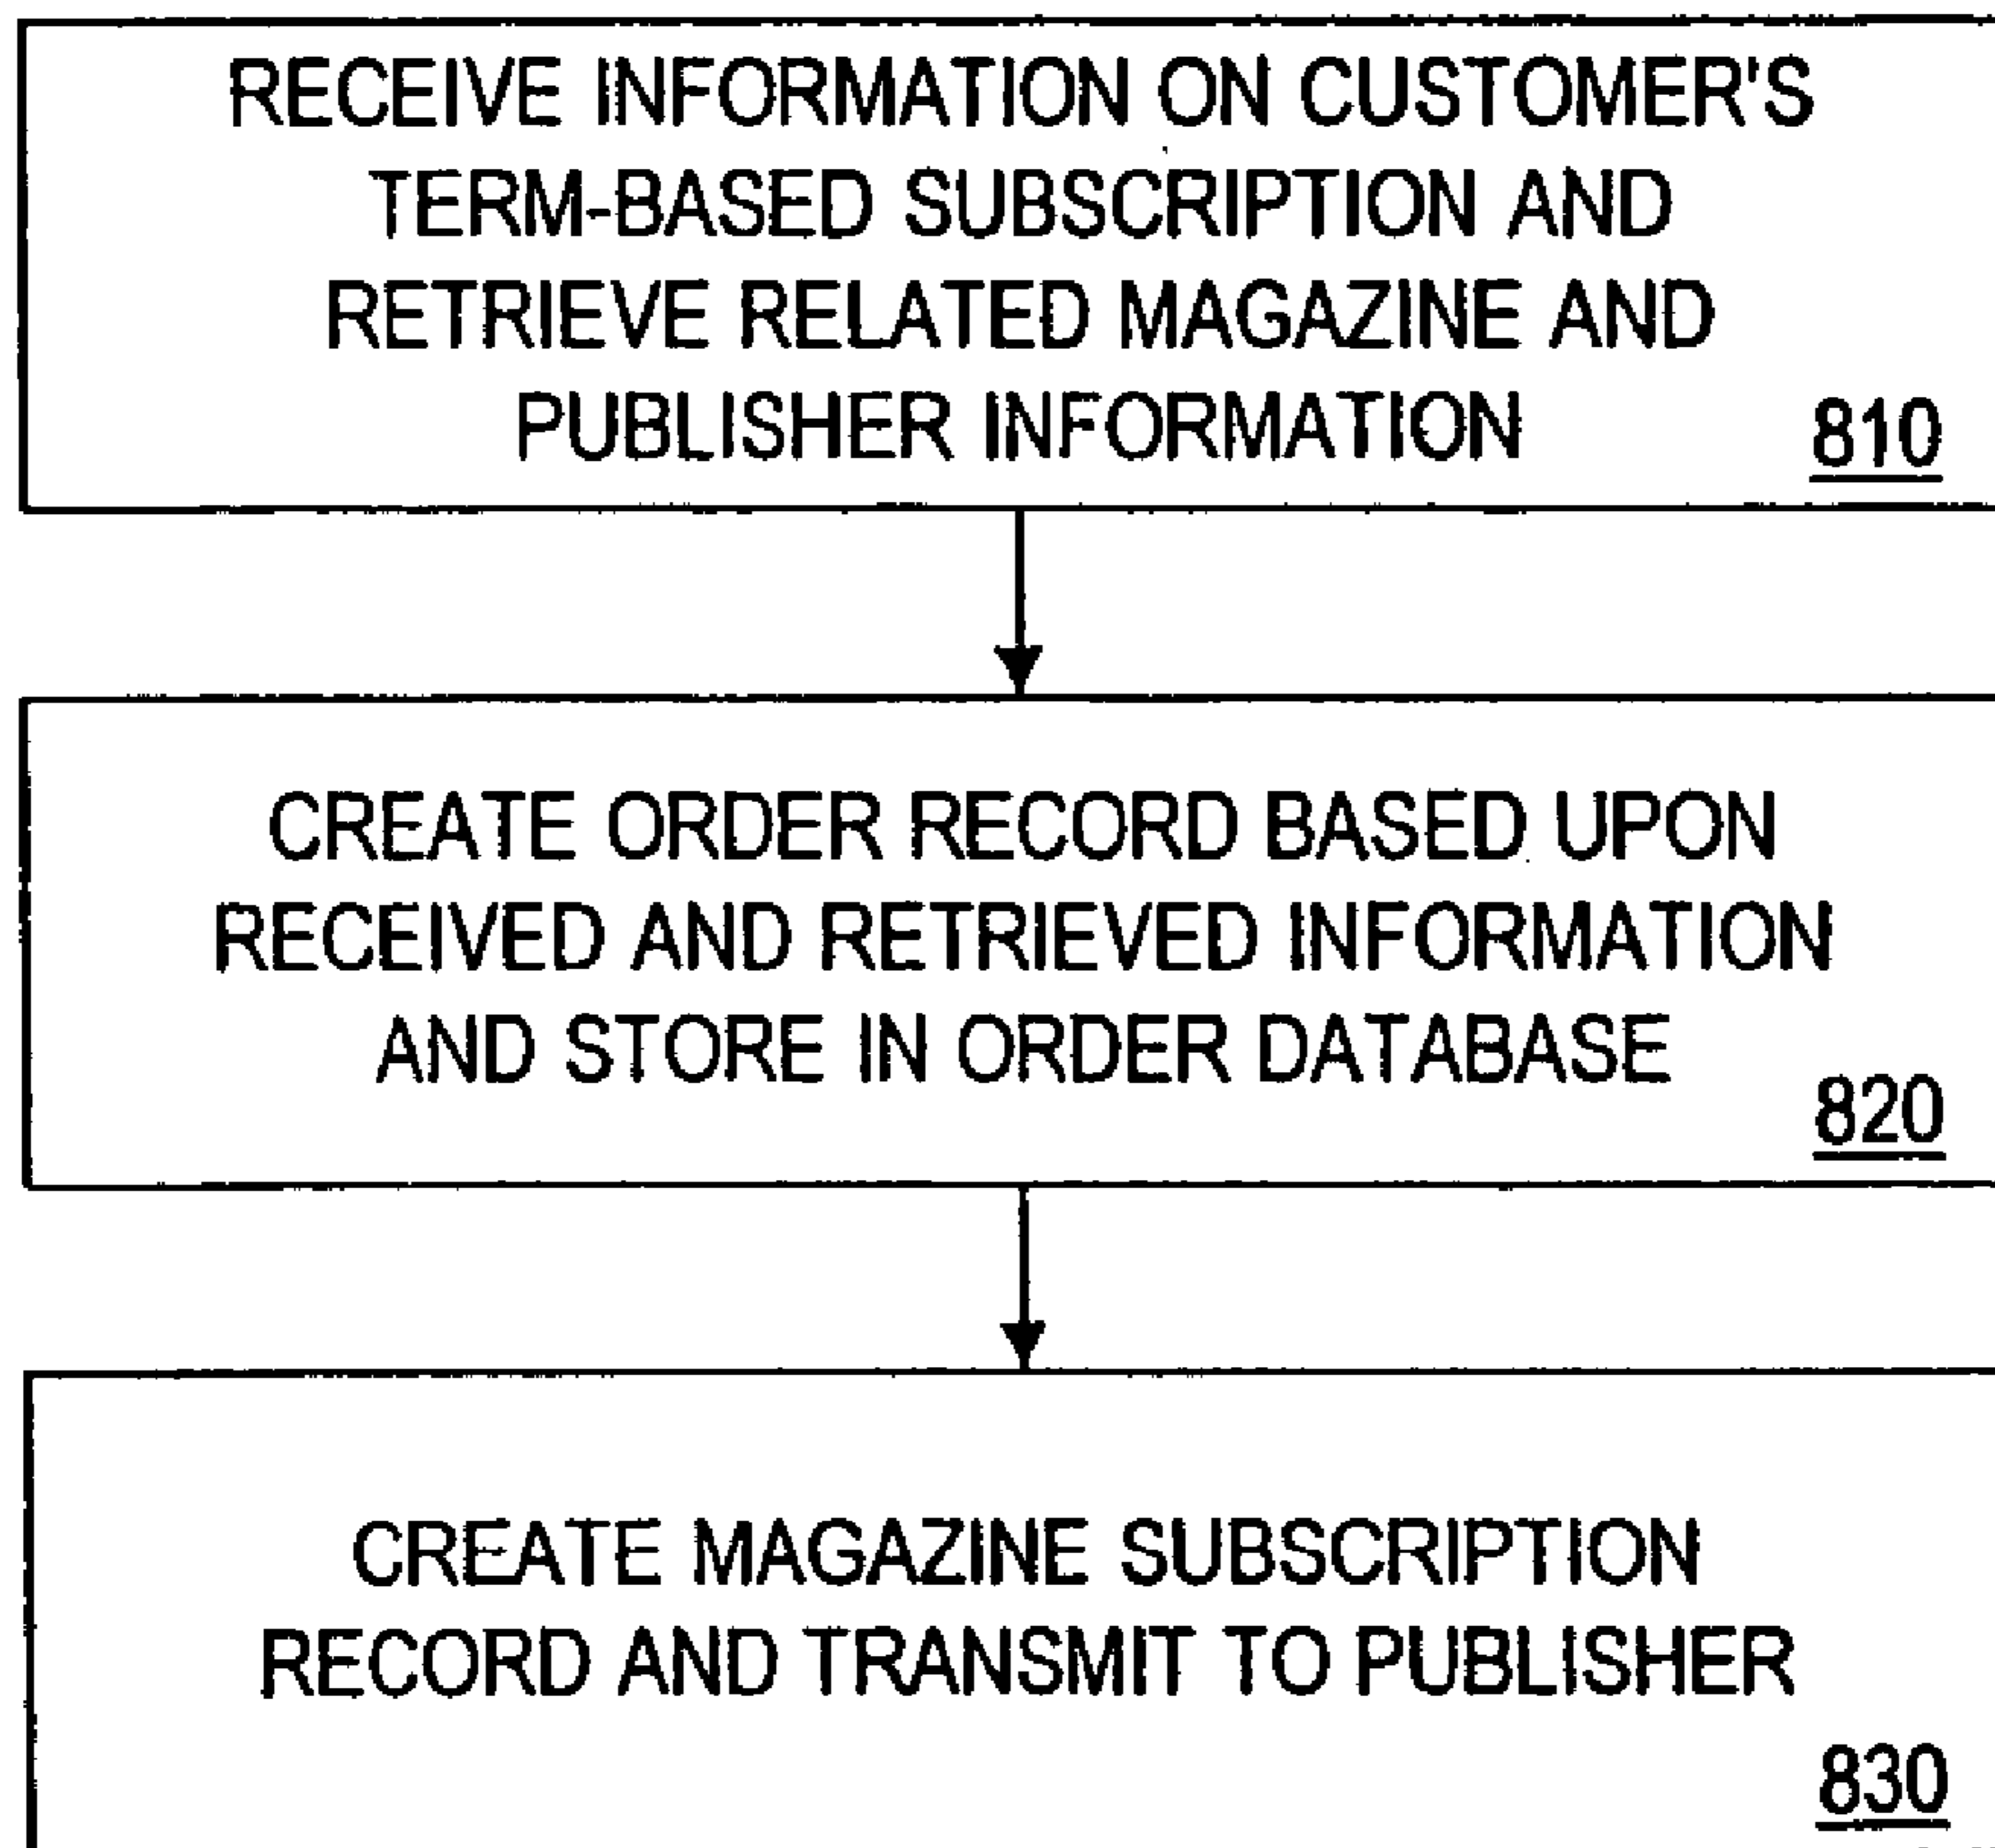 RECEIVE INFORMATION ON CUSTOMER'S
TERM-BASED SUBSCRIPTION AND
RETRIEVE RELATED MAGAZINE AND
PUBLISHER INFORMATION
810
CREATE ORDER RECORD BASED UPON
RECEIVED AND RETRIEVED INFORMATION
AND STORE IN ORDER DATABASE
820
CREATE MAGAZINE SUBSCRIPTION
RECORD AND TRANSMIT TO PUBLISHER
830